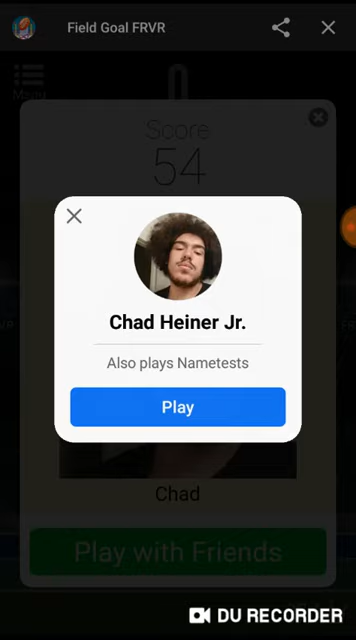 Field Goal FRVR
Menu
Score
54
Chad Heiner Jr.
Also plays Nametests
Play
Chad
Play with Friends
DU RECORDER